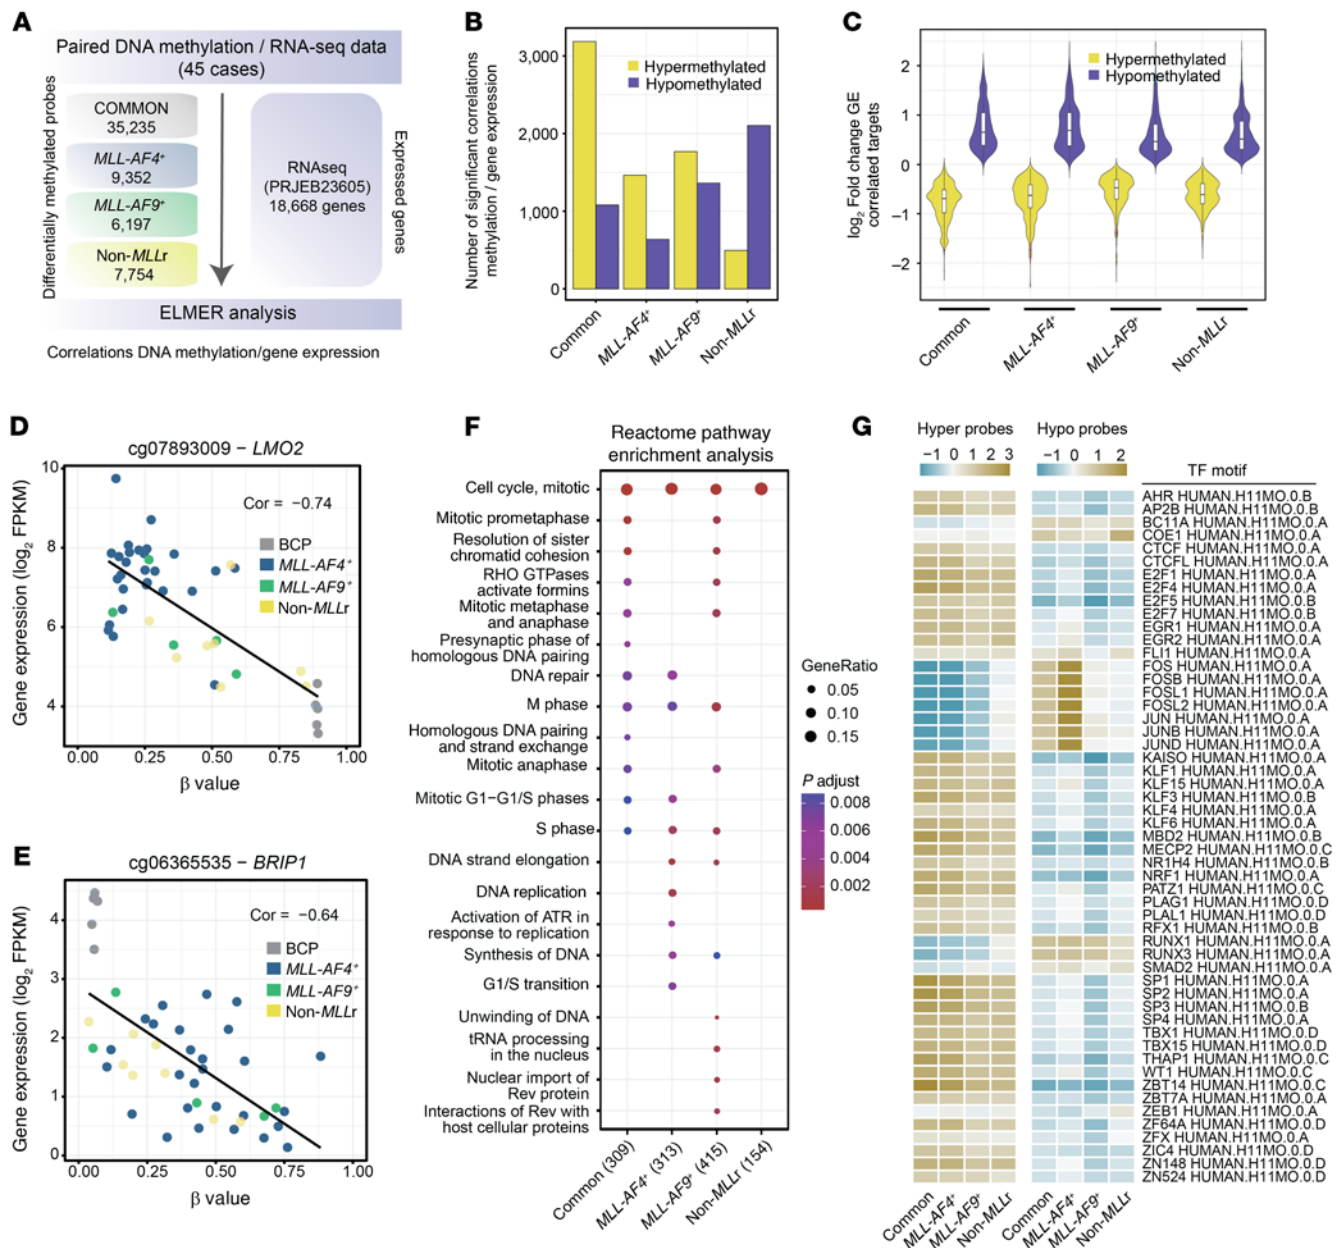 A
Paired DNA methylation / RNA-seq data
(45 cases)
Differentially methylated probes
COMMON
35,235
MLL-AF4+
9,352
MLL-AF9+
6,197
Non-MLLr
7,754
RNAseq
(PRJEB23605)
18,668 genes
Expressed genes
ELMER analysis
Correlations DNA methylation/gene expression
B
Number of significant correlations
methylation / gene expression
3,000
2,000
1,000
0
Hypermethylated
Hypomethylated
Common
MLL-AF4+
MLL-AF9+
Non-MLLr
C
log2 Fold change GE
correlated targets
2
1
0
−1
−2
Hypermethylated
Hypomethylated
Common
MLL-AF4+
MLL-AF9+
Non-MLLr
D
cg07893009 − LMO2
Gene expression (log2 FPKM)
10
8
6
4
Cor = −0.74
BCP
MLL-AF4+
MLL-AF9+
Non-MLLr
0.00 0.25 0.50 0.75 1.00
β value
E
cg06365535 − BRIP1
Gene expression (log2 FPKM)
4
3
2
1
0
Cor = −0.64
BCP
MLL-AF4+
MLL-AF9+
Non-MLLr
0.00 0.25 0.50 0.75 1.00
β value
F
Reactome pathway
enrichment analysis
Cell cycle, mitotic
Mitotic prometaphase
Resolution of sister
chromatid cohesion
RHO GTPases
activate formins
Mitotic metaphase
and anaphase
Presynaptic phase of
homologous DNA pairing
DNA repair
M phase
Homologous DNA pairing
and strand exchange
Mitotic anaphase
Mitotic G1−G1/S phases
S phase
DNA strand elongation
DNA replication
Activation of ATR in
response to replication
Synthesis of DNA
G1/S transition
Unwinding of DNA
tRNA processing
in the nucleus
Nuclear import of
Rev protein
Interactions of Rev with
host cellular proteins
Common (309)
MLL-AF4+ (313)
MLL-AF9+ (415)
Non-MLLr (154)
GeneRatio
0.05
0.10
0.15
P adjust
0.008
0.006
0.004
0.002
G
Hyper probes
−1 0 1 2 3
Hypo probes
−1 0 1 2
TF motif
AHR HUMAN.H11MO.0.B
AP2B HUMAN.H11MO.0.B
BC11A HUMAN.H11MO.0.A
COE1 HUMAN.H11MO.0.A
CTCF HUMAN.H11MO.0.A
CTCFL HUMAN.H11MO.0.A
E2F1 HUMAN.H11MO.0.A
E2F4 HUMAN.H11MO.0.A
E2F5 HUMAN.H11MO.0.B
E2F7 HUMAN.H11MO.0.B
EGR1 HUMAN.H11MO.0.A
EGR2 HUMAN.H11MO.0.A
FLI1 HUMAN.H11MO.0.A
FOS HUMAN.H11MO.0.A
FOSB HUMAN.H11MO.0.A
FOSL1 HUMAN.H11MO.0.A
FOSL2 HUMAN.H11MO.0.A
JUN HUMAN.H11MO.0.A
JUNB HUMAN.H11MO.0.A
JUND HUMAN.H11MO.0.A
KAISO HUMAN.H11MO.0.A
KLF1 HUMAN.H11MO.0.A
KLF15 HUMAN.H11MO.0.A
KLF3 HUMAN.H11MO.0.B
KLF4 HUMAN.H11MO.0.A
KLF6 HUMAN.H11MO.0.A
MBD2 HUMAN.H11MO.0.B
MECP2 HUMAN.H11MO.0.C
NR1H4 HUMAN.H11MO.0.B
NRF1 HUMAN.H11MO.0.A
PATZ1 HUMAN.H11MO.0.C
PLAG1 HUMAN.H11MO.0.D
PLAL1 HUMAN.H11MO.0.D
RFX1 HUMAN.H11MO.0.B
RUNX1 HUMAN.H11MO.0.A
RUNX3 HUMAN.H11MO.0.A
SMAD2 HUMAN.H11MO.0.A
SP1 HUMAN.H11MO.0.A
SP2 HUMAN.H11MO.0.A
SP3 HUMAN.H11MO.0.B
SP4 HUMAN.H11MO.0.A
TBX1 HUMAN.H11MO.0.D
TBX15 HUMAN.H11MO.0.D
THAP1 HUMAN.H11MO.0.C
WT1 HUMAN.H11MO.0.C
ZBT14 HUMAN.H11MO.0.C
ZBT7A HUMAN.H11MO.0.A
ZEB1 HUMAN.H11MO.0.A
ZF64A HUMAN.H11MO.0.D
ZFX HUMAN.H11MO.0.A
ZIC4 HUMAN.H11MO.0.D
ZN148 HUMAN.H11MO.0.D
ZN524 HUMAN.H11MO.0.D
Common
MLL-AF4+
MLL-AF9+
Non-MLLr
Common
MLL-AF4+
MLL-AF9+
Non-MLLr